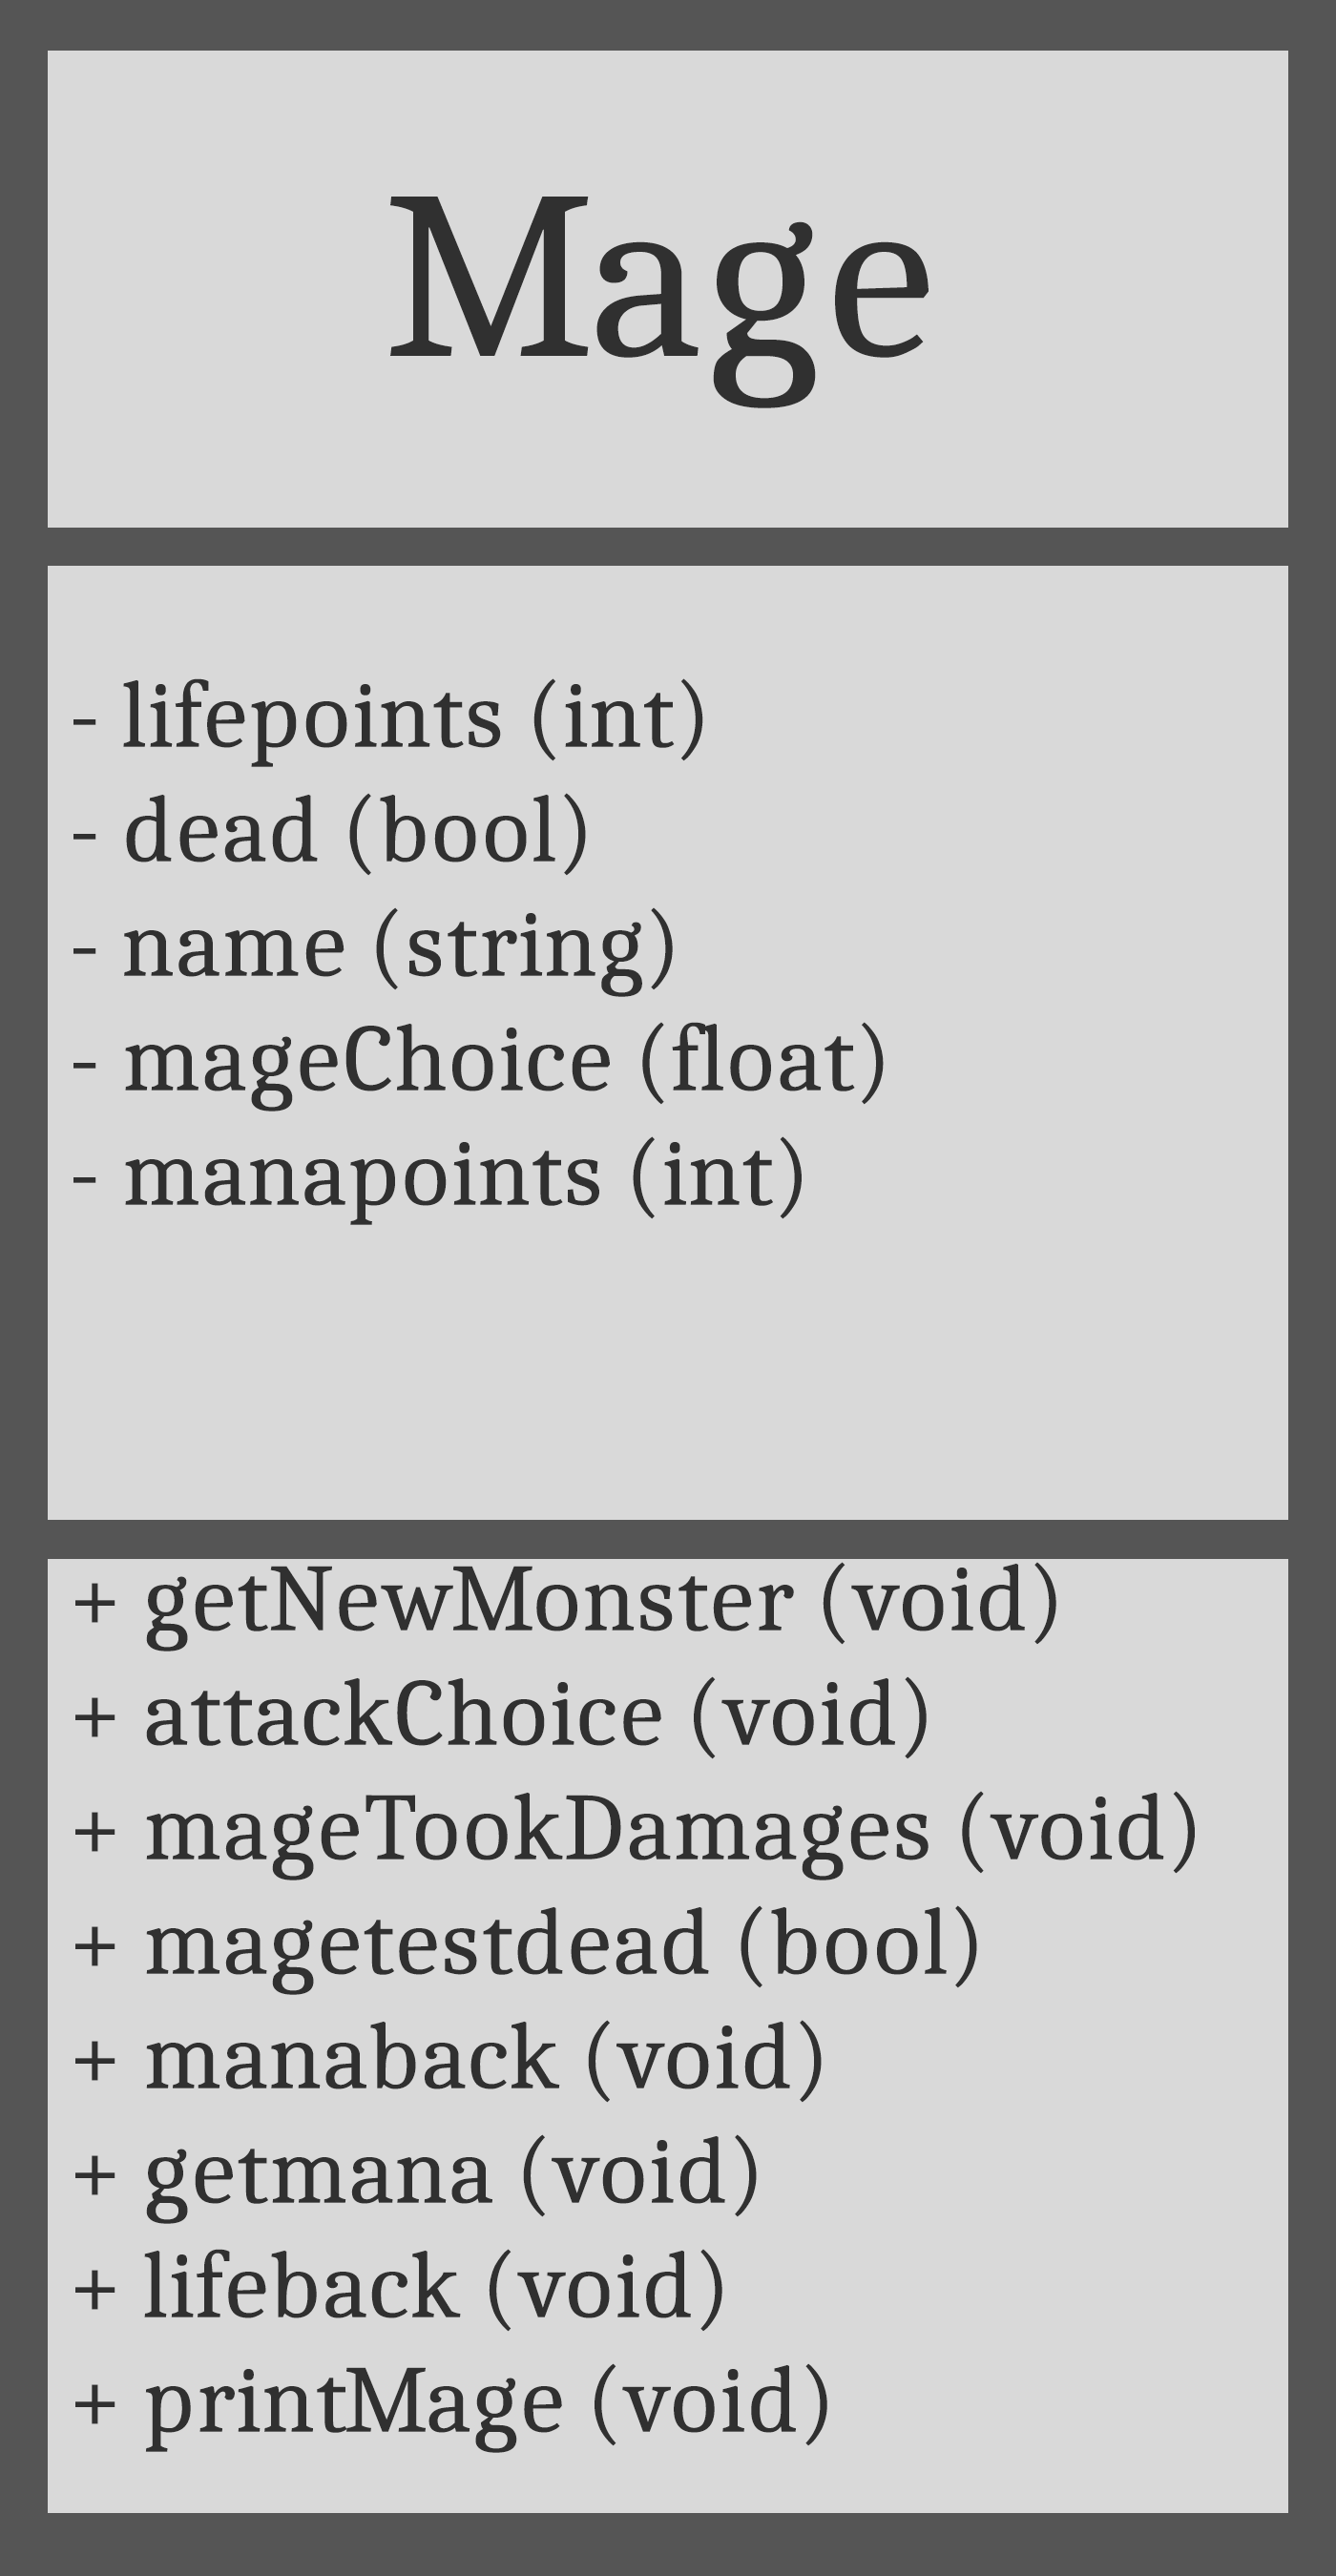 Mage
- lifepoints (int)
- dead (bool)
- name (string)
- mageChoice (float)
- manapoints (int)
+ getNewMonster (void)
+ attackChoice (void)
+ mageTookDamages (void)
+ magetestdead (bool)
+ manaback (void)
+ getmana (void)
+ lifeback (void)
+ printMage (void)